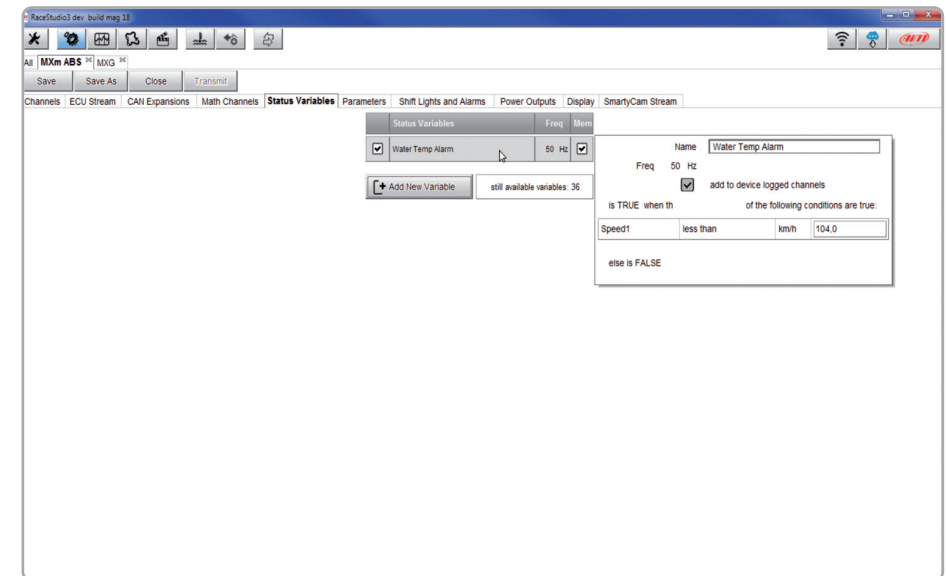 RaceStudio3 dev build mag 18
AIM
All MXm ABS MXG
Save Save As Close Transmit
Channels ECU Stream CAN Expansions Math Channels Status Variables Parameters Shift Lights and Alarms Power Outputs Display SmartyCam Stream
Status Variables Freq Mem
Water Temp Alarm 50 Hz
Add New Variable still available variables: 36
Name Water Temp Alarm
Freq 50 Hz
add to device logged channels
is TRUE when th of the following conditions are true:
Speed1 less than km/h 104,0
else is FALSE